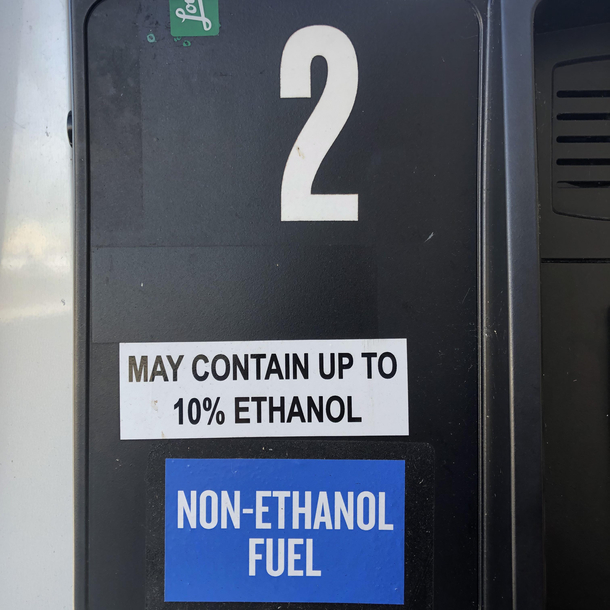 2
MAY CONTAIN UP TO
10% ETHANOL
NON-ETHANOL
FUEL